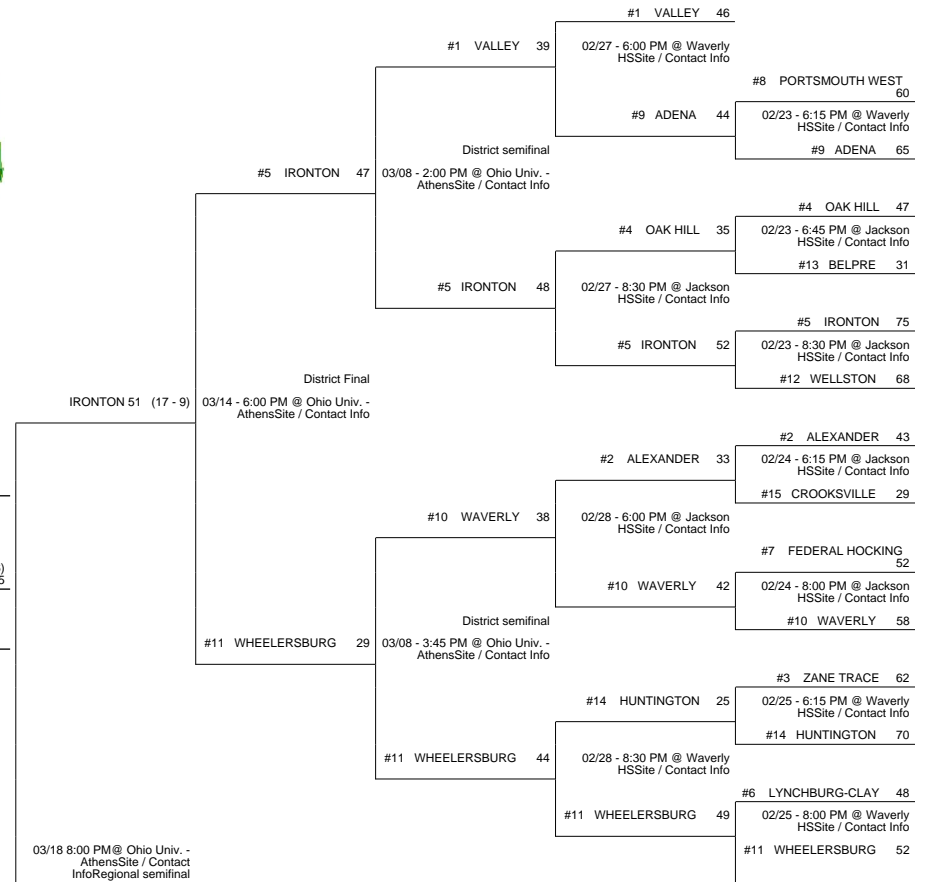 #1 VALLEY 46
#1 VALLEY 39
02/27 - 6:00 PM @ Waverly
HSSite / Contact Info
#8 PORTSMOUTH WEST
60
#9 ADENA 44
02/23 - 6:15 PM @ Waverly
HSSite / Contact Info
#9 ADENA 65
District semifinal
#5 IRONTON 47
03/08 - 2:00 PM @ Ohio Univ. -
AthensSite / Contact Info
#4 OAK HILL 47
#4 OAK HILL 35
02/23 - 6:45 PM @ Jackson
HSSite / Contact Info
#13 BELPRE 31
#5 IRONTON 48
02/27 - 8:30 PM @ Jackson
HSSite / Contact Info
#5 IRONTON 75
#5 IRONTON 52
02/23 - 8:30 PM @ Jackson
HSSite / Contact Info
#12 WELLSTON 68
District Final
IRONTON 51 (17 - 9)
03/14 - 6:00 PM @ Ohio Univ. -
AthensSite / Contact Info
#2 ALEXANDER 43
#2 ALEXANDER 33
02/24 - 6:15 PM @ Jackson
HSSite / Contact Info
#15 CROOKSVILLE 29
#10 WAVERLY 38
02/28 - 6:00 PM @ Jackson
HSSite / Contact Info
#7 FEDERAL HOCKING
52
#10 WAVERLY 42
02/24 - 8:00 PM @ Jackson
HSSite / Contact Info
#10 WAVERLY 58
District semifinal
#11 WHEELERSBURG 29
03/08 - 3:45 PM @ Ohio Univ. -
AthensSite / Contact Info
#3 ZANE TRACE 62
#14 HUNTINGTON 25
02/25 - 6:15 PM @ Waverly
HSSite / Contact Info
#14 HUNTINGTON 70
#11 WHEELERSBURG 44
02/28 - 8:30 PM @ Waverly
HSSite / Contact Info
#6 LYNCHBURG-CLAY 48
#11 WHEELERSBURG 49
02/25 - 8:00 PM @ Waverly
HSSite / Contact Info
#11 WHEELERSBURG 52
03/18 8:00 PM@ Ohio Univ. -
AthensSite / Contact
InfoRegional semifinal